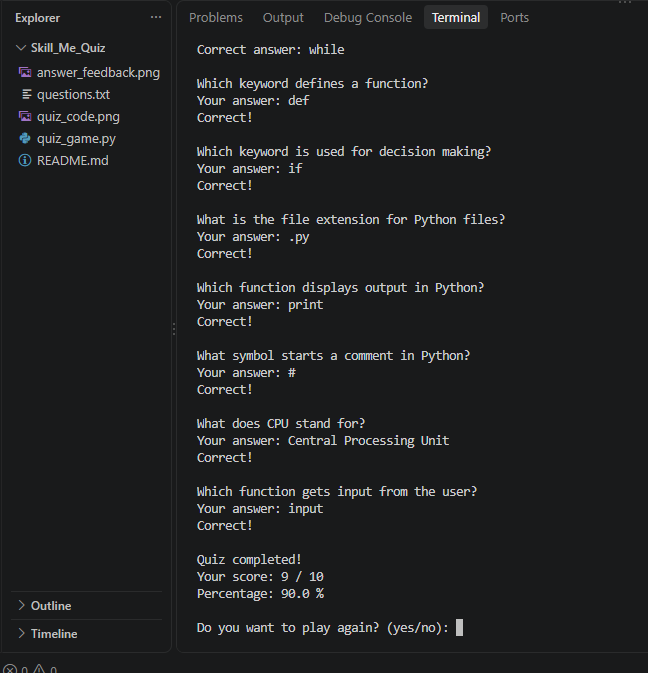 Explorer ...
Skill_Me_Quiz
answer_feedback.png
questions.txt
quiz_code.png
quiz_game.py
README.md
Outline
Timeline
Problems Output Debug Console Terminal Ports
Correct answer: while
Which keyword defines a function?
Your answer: def
Correct!
Which keyword is used for decision making?
Your answer: if
Correct!
What is the file extension for Python files?
Your answer: .py
Correct!
Which function displays output in Python?
Your answer: print
Correct!
What symbol starts a comment in Python?
Your answer: #
Correct!
What does CPU stand for?
Your answer: Central Processing Unit
Correct!
Which function gets input from the user?
Your answer: input
Correct!
Quiz completed!
Your score: 9 / 10
Percentage: 90.0 %
Do you want to play again? (yes/no):
0 0